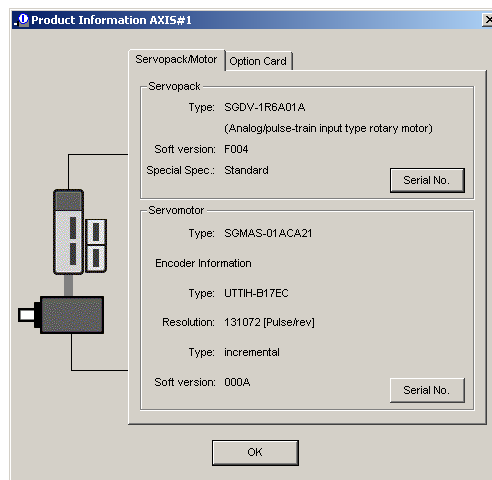 Product Information AXIS#1
Servopack/Motor
Option Card
Servopack
Type: SGDV-1R6A01A
(Analog/pulse-train input type rotary motor)
Soft version: F004
Special Spec.: Standard
Serial No.
Servomotor
Type: SGMAS-01ACA21
Encoder Information
Type: UTTIH-B17EC
Resolution: 131072 [Pulse/rev]
Type: incremental
Soft version: 000A
Serial No.
OK